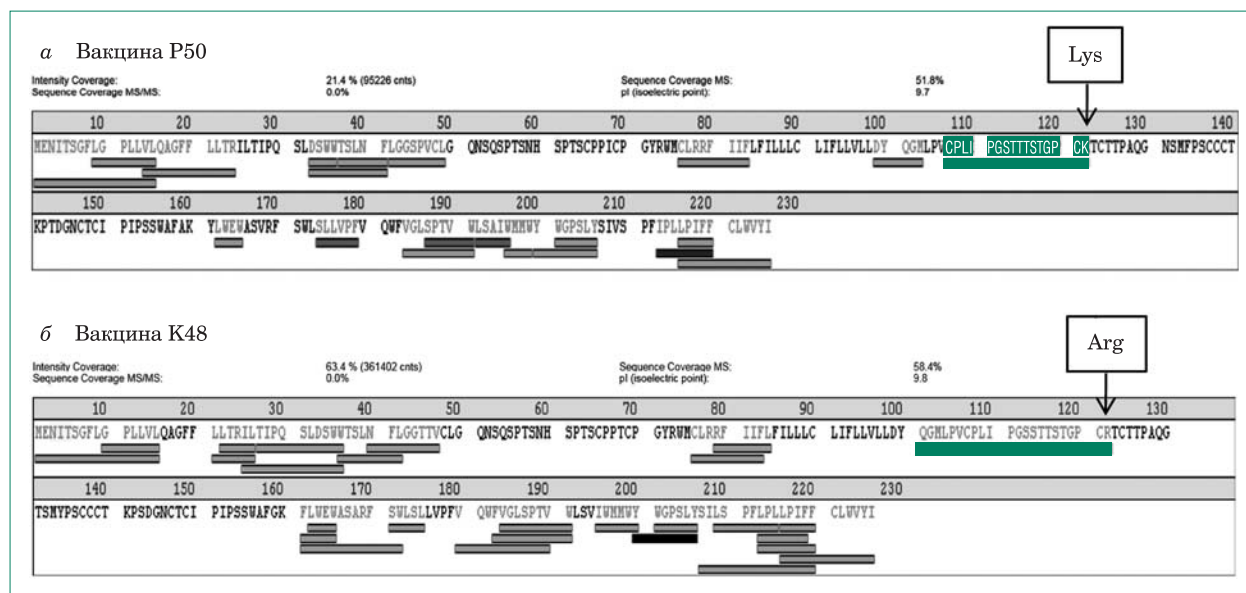 а Вакцина P50
Lys
Intensity Coverage: 21.4 % (95226 cnts) Sequence Coverage MS: 51.8%
Sequence Coverage MS/MS: 0.0% pI (isoelectric point): 9.7
10 20 30 40 50 60 70 80 90 100 110 120 130 140
MENITSGFLG PLLVLQAGFF LLTRILTIPQ SLDSWWTSLN FLGGSPVCLG QNSQSPTSNH SPTSCPPICP GYRWMCLRRF IIFLFILLLC LIFLLVLLDY QGMLPVCPLI PGSTTTSTGP CKTCTTPAQG NSMFPSCCCT
150 160 170 180 190 200 210 220 230
KPTDGNCTCI PIPSSWAFAK YLWEWASVRF SWLSLLVPFV QWFVGLSPTV WLSAIWMMWY WGPSLYSIVS PFIPLLPIFF CLWVYI
б Вакцина K48
Arg
Intensity Coverage: 63.4 % (361402 cnts) Sequence Coverage MS: 58.4%
Sequence Coverage MS/MS: 0.0% pI (isoelectric point): 9.8
10 20 30 40 50 60 70 80 90 100 110 120 130
MENITSGFLG PLLVLQAGFF LLTRILTIPQ SLDSWWTSLN FLGGTTVCLG QNSQSPTSNH SPTSCPPTCP GYRWMCLRRF IIFLFILLLC LIFLLVLLDY QGMLPVCPLI PGSSTTSTGP CRTCTTPAQG
140 150 160 170 180 190 200 210 220 230
TSMYPSCCCT KPSDGNCTCI PIPSSWAFGK FLWEWASARF SWLSLLVPFV QWFVGLSPTV WLSVIWMMWY WGPSLYSILS PFLPLLPIFF CLWVYI